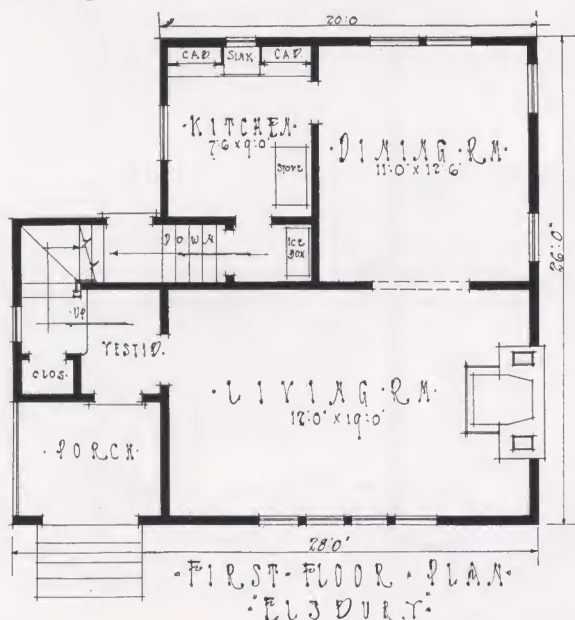 20'-0
CAB. SINK CAB.
·KITCHEN·
7'-6 x 9'-0"
STOVE
·DINING·RM·
11'-0" x 12'-6"
26'-0"
DOWN
ICE
BOX
UP
VESTIB.
CLOS.
·LIVING·RM·
12'-0" x 19'-0"
·PORCH·
28'-0"
·FIRST·FLOOR·PLAN·
"ELSBURY"